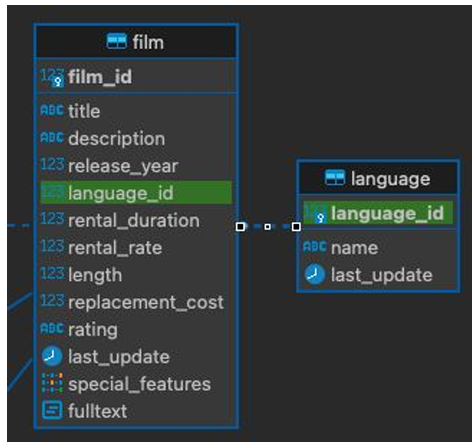 film
123 film_id
ABC title
ABC description
123 release_year
123 language_id
123 rental_duration
123 rental_rate
123 length
123 replacement_cost
ABC rating
last_update
special_features
fulltext
language
123 language_id
ABC name
last_update